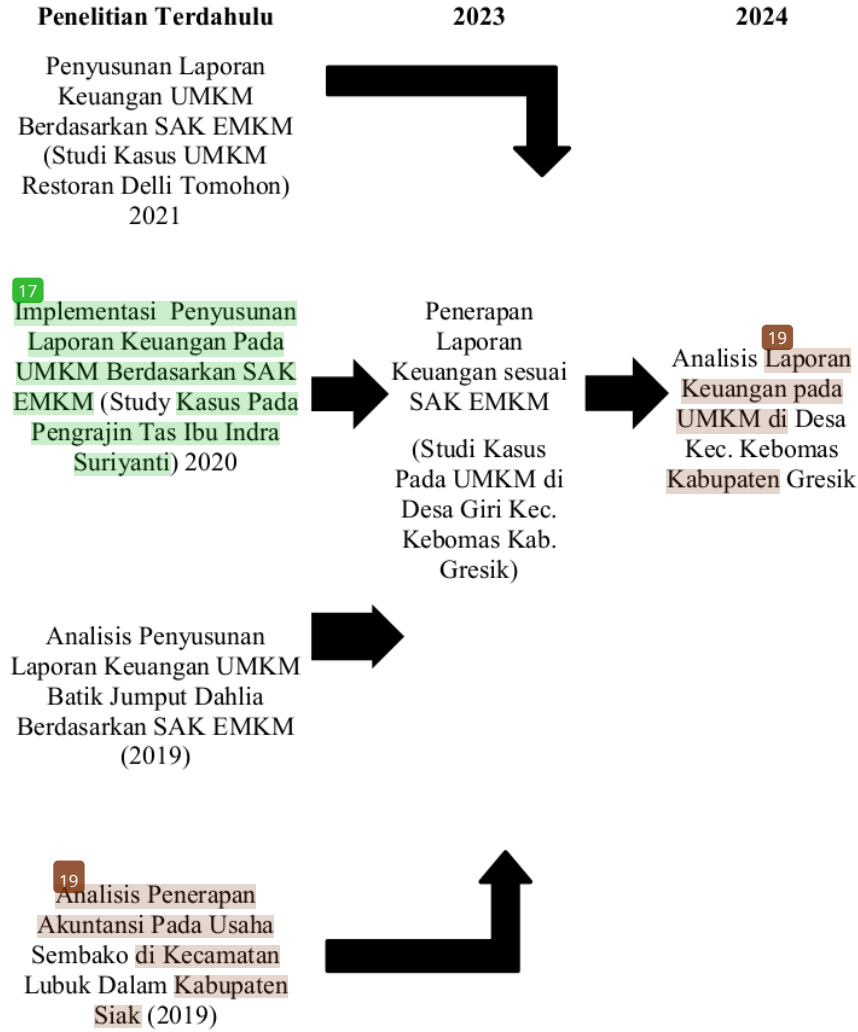 Penelitian Terdahulu
2023
2024
Penyusunan Laporan
Keuangan UMKM
Berdasarkan SAK EMKM
(Studi Kasus UMKM
Restoran Delli Tomohon)
2021
17
Implementasi Penyusunan
Laporan Keuangan Pada
UMKM Berdasarkan SAK
EMKM (Study Kasus Pada
Pengrajin Tas Ibu Indra
Suriyanti) 2020
Penerapan
Laporan
Keuangan sesuai
SAK EMKM
(Studi Kasus
Pada UMKM di
Desa Giri Kec.
Kebomas Kab.
Gresik)
19
Analisis Laporan
Keuangan pada
UMKM di Desa
Kec. Kebomas
Kabupaten Gresik
Analisis Penyusunan
Laporan Keuangan UMKM
Batik Jumput Dahlia
Berdasarkan SAK EMKM
(2019)
19
Analisis Penerapan
Akuntansi Pada Usaha
Sembako di Kecamatan
Lubuk Dalam Kabupaten
Siak (2019)